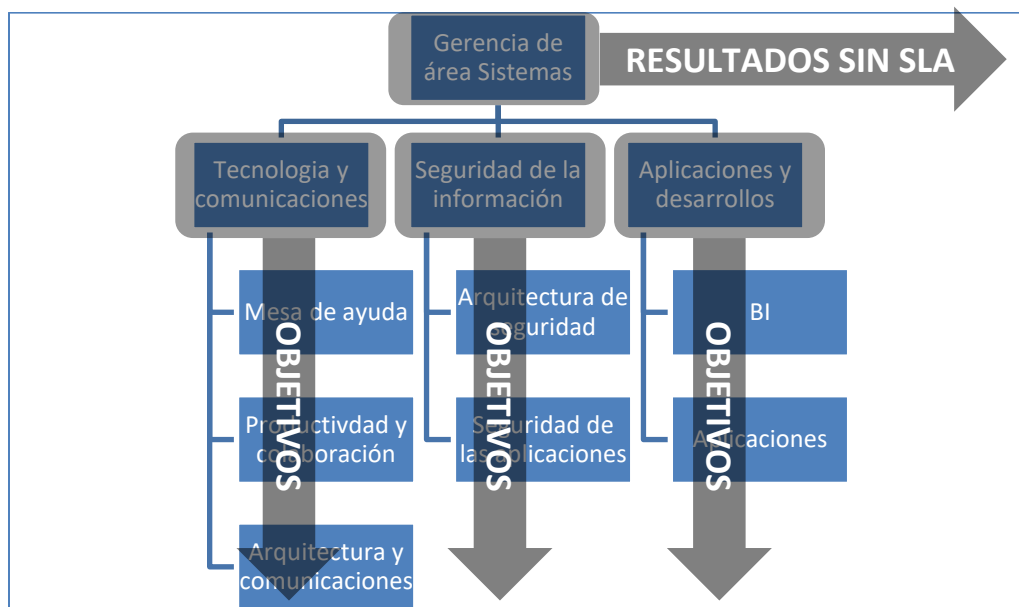 Gerencia de
área Sistemas
RESULTADOS SIN SLA
Tecnologia y
comunicaciones
Seguridad de la
información
Aplicaciones y
desarrollos
Mesa de ayuda
Productivdad y
colaboración
Arquitectura y
comunicaciones
OBJETIVOS
Arquitectura de
seguridad
Seguridad de
las aplicaciones
OBJETIVOS
BI
Aplicaciones
OBJETIVOS